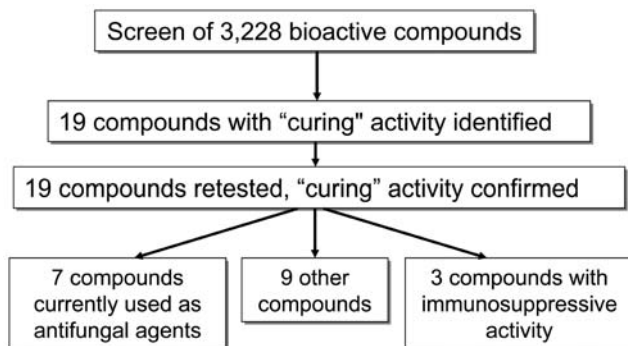 Screen of 3,228 bioactive compounds
19 compounds with “curing" activity identified
19 compounds retested, “curing” activity confirmed
7 compounds
currently used as
antifungal agents
9 other
compounds
3 compounds with
immunosuppressive
activity